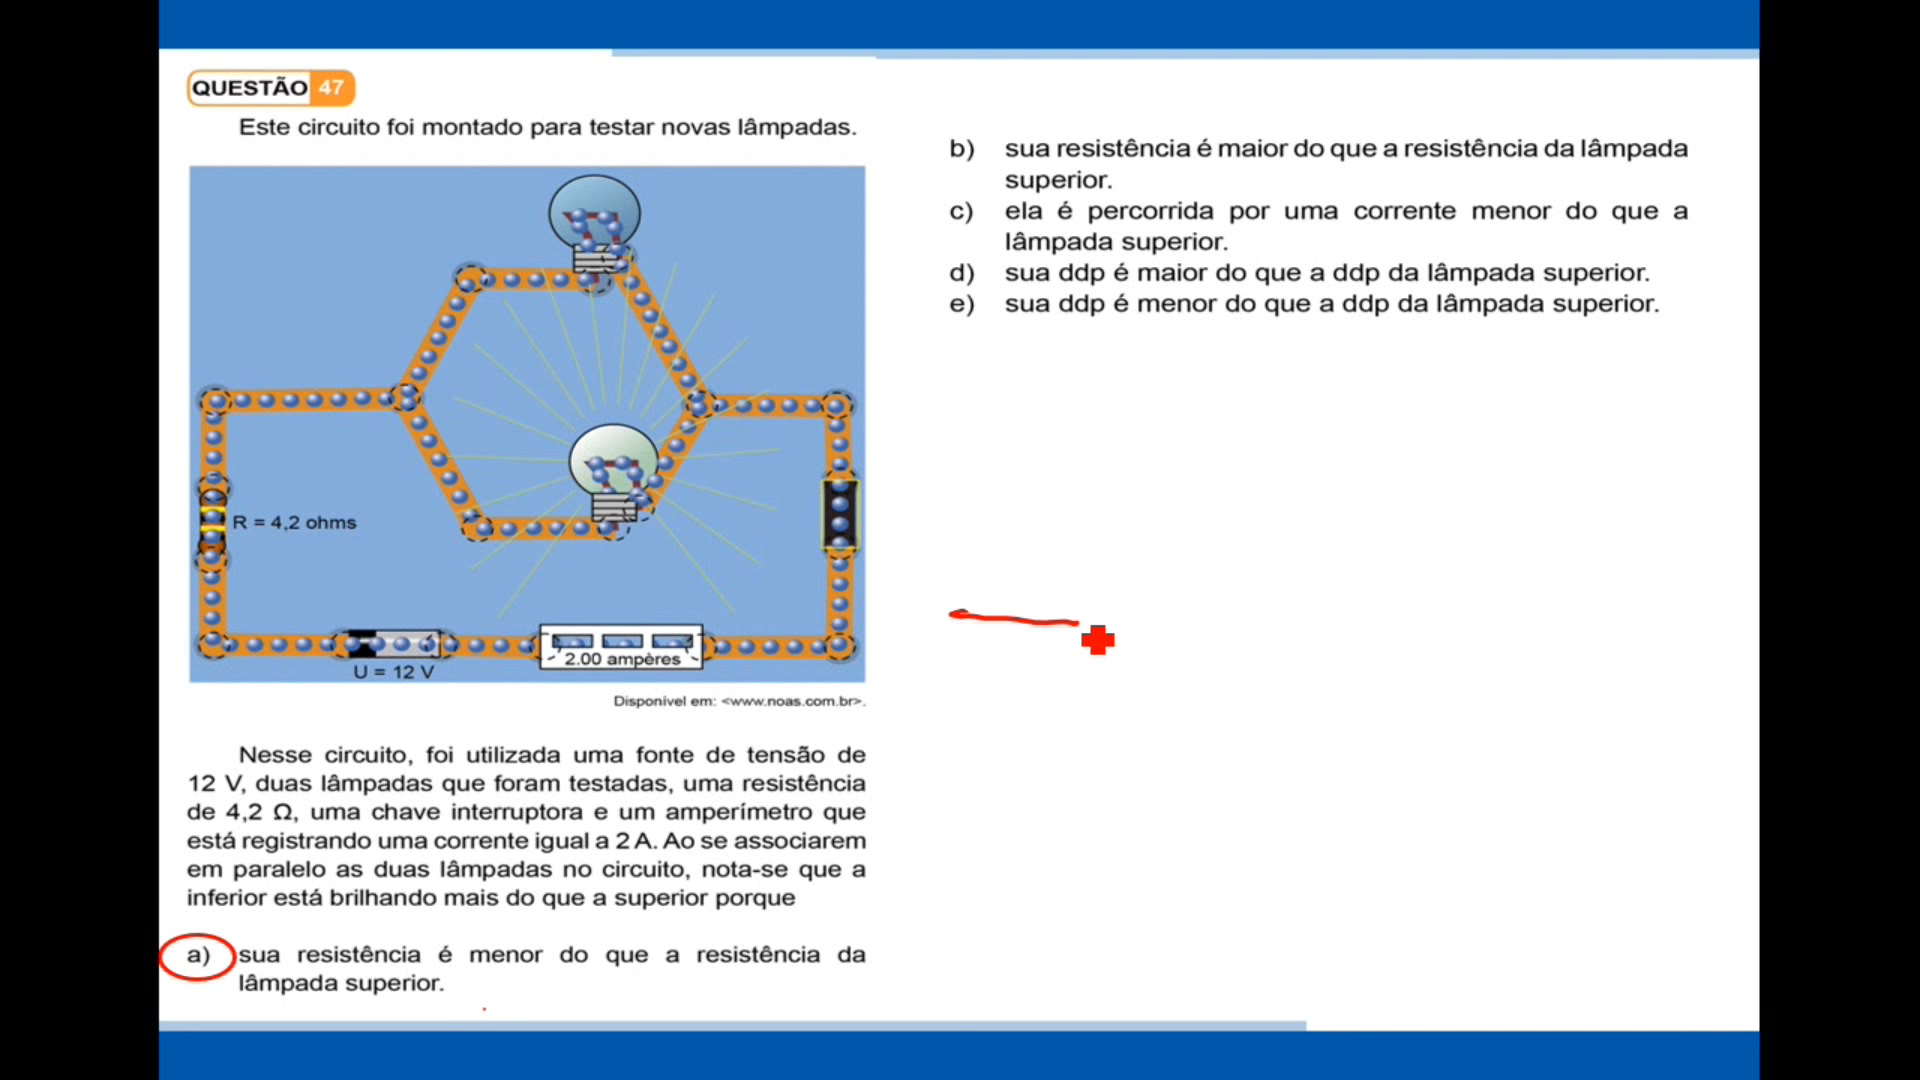 QUESTÃO 47
Este circuito foi montado para testar novas lâmpadas.
R = 4,2 ohms
U = 12 V
2.00 ampères
Disponível em: <www.noas.com.br>.
Nesse circuito, foi utilizada uma fonte de tensão de
12 V, duas lâmpadas que foram testadas, uma resistência
de 4,2 Ω, uma chave interruptora e um amperímetro que
está registrando uma corrente igual a 2 A. Ao se associarem
em paralelo as duas lâmpadas no circuito, nota-se que a
inferior está brilhando mais do que a superior porque
a) sua resistência é menor do que a resistência da
lâmpada superior.
b) sua resistência é maior do que a resistência da lâmpada
superior.
c) ela é percorrida por uma corrente menor do que a
lâmpada superior.
d) sua ddp é maior do que a ddp da lâmpada superior.
e) sua ddp é menor do que a ddp da lâmpada superior.